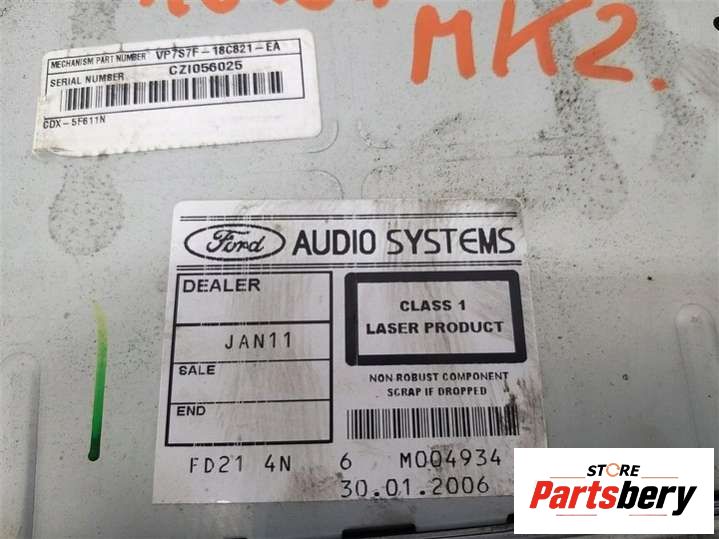 MK2.
MECHANISM PART NUMBER VP7S7F-18C821-EA
SERIAL NUMBER CZI056025
CDX-5F611N
Ford AUDIO SYSTEMS
DEALER
JAN11
SALE
END
CLASS 1
LASER PRODUCT
NON ROBUST COMPONENT
SCRAP IF DROPPED
FD21 4N 6 M004934
30.01.2006
STORE
Partsbery